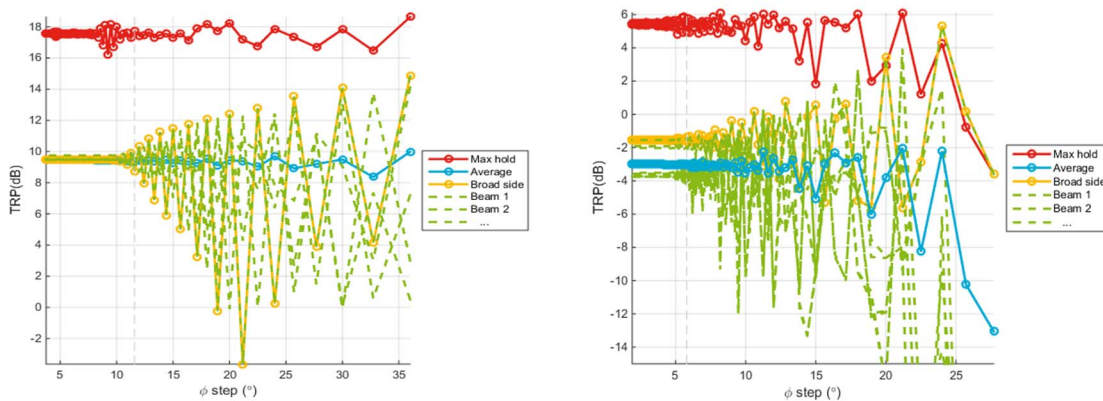 18
16
14
12
10
8
6
4
2
0
-2
TRP(dB)
5
10
15
20
25
30
35
ϕ step (°)
Max hold
Average
Broad side
Beam 1
Beam 2
...
6
4
2
0
-2
-4
-6
-8
-10
-12
-14
TRP(dB)
5
10
15
20
25
ϕ step (°)
Max hold
Average
Broad side
Beam 1
Beam 2
...